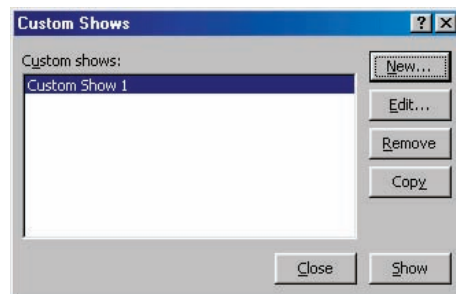 Custom Shows
Custom shows:
Custom Show 1
New...
Edit...
Remove
Copy
Close
Show